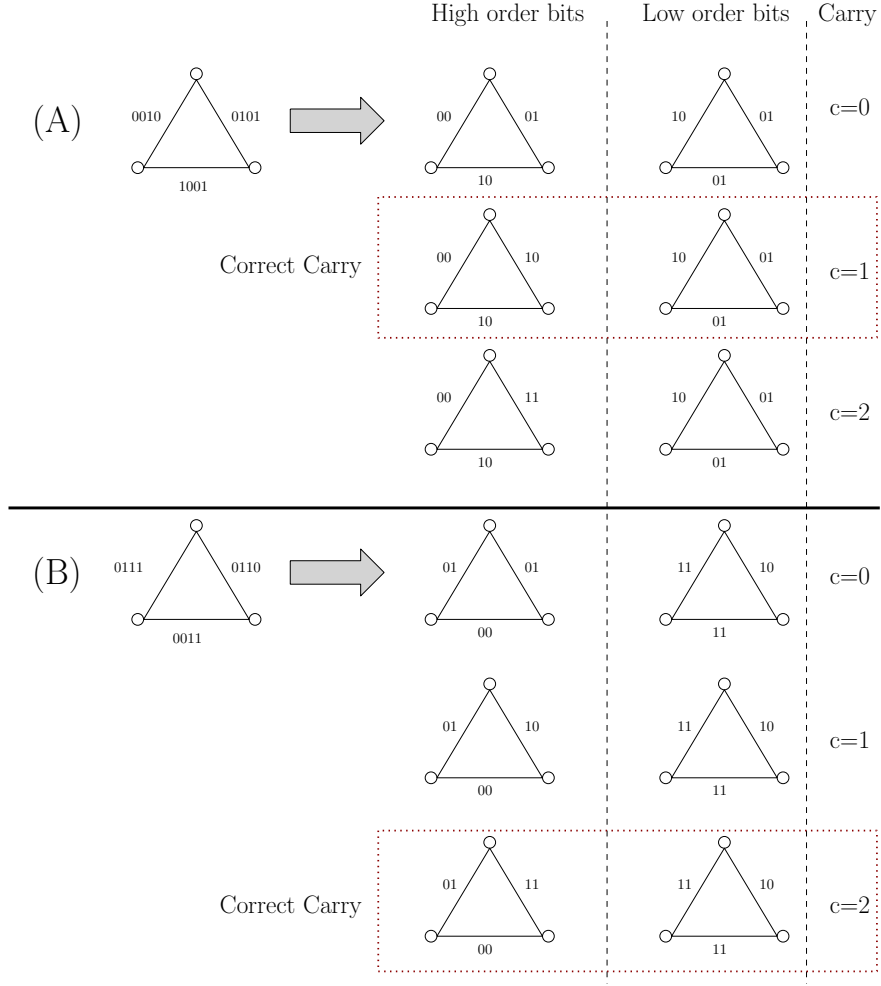 High order bits Low order bits Carry
(A) 0010 0101 00 01 10 01 c=0
1001 10 01
Correct Carry 00 10 10 01 c=1
10 01
00 11 10 01 c=2
10 01
(B) 0111 0110 01 01 11 10 c=0
0011 00 11
01 10 11 10 c=1
00 11
Correct Carry 01 11 11 10 c=2
00 11